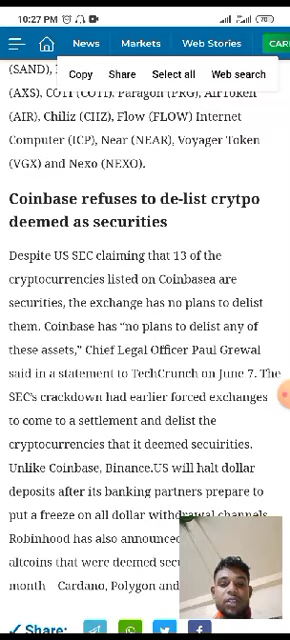 10:27 PM 70
News Markets Web Stories CAR
Copy Share Select all Web search
(SAND),
(AXS), COTI (COTI), Paragon (PRG), AirToken
(AIR). Chiliz (CHZ), Flow (FLOW) Internet
Computer (ICP), Near (NEAR), Voyager Token
(VGX) and Nexo (NEXO).
Coinbase refuses to de-list crytpo
deemed as securities
Despite US SEC claiming that 13 of the
cryptocurrencies listed on Coinbasea are
securities, the exchange has no plans to delist
them. Coinbase has “no plans to delist any of
these assets,” Chief Legal Officer Paul Grewal
said in a statement to TechCrunch on June 7. The
SEC’s crackdown had earlier forced exchanges
to come to a settlement and delist the
cryptocurrencies that it deemed secuirities.
Unlike Coinbase, Binance.US will halt dollar
deposits after its banking partners prepare to
put a freeze on all dollar withdrawal channels
Robinhood has also announced
altcoins that were deemed
month Cardano, Polygon and
Share: